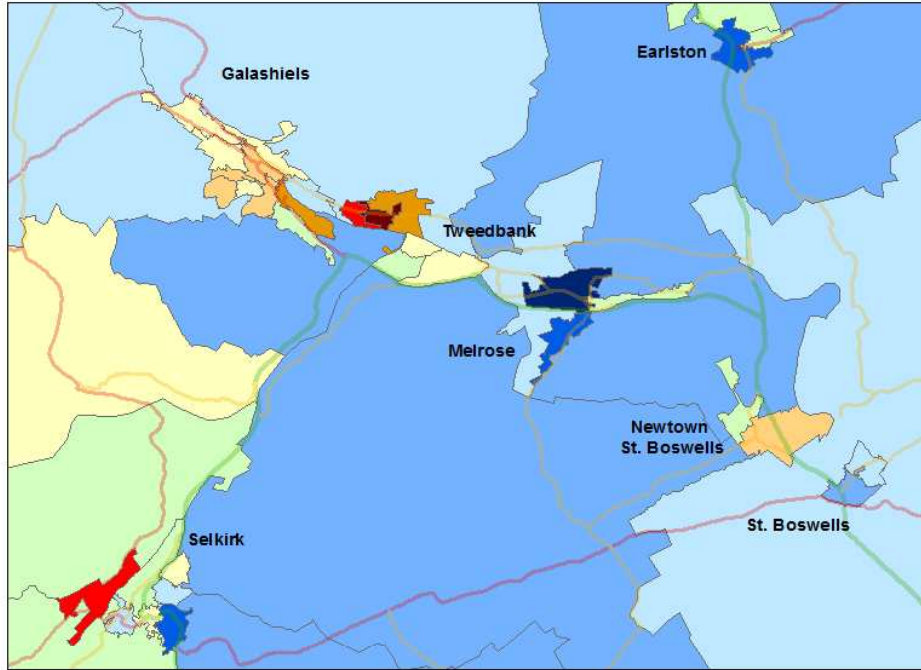 Earlston
Galashiels
Tweedbank
Melrose
Newtown
St. Boswells
St. Boswells
Selkirk